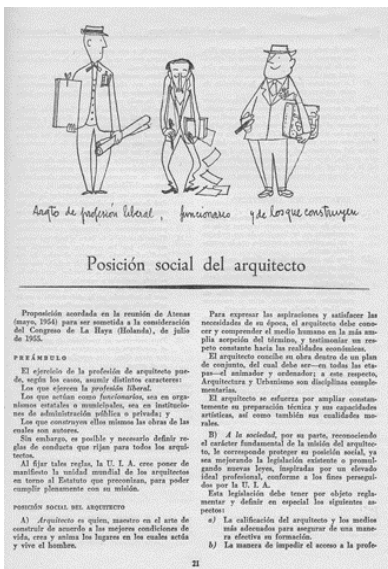 Arqto de profesión liberal, funcionario y de los que construyen
Posición social del arquitecto
Proposición acordada en la reunión de Atenas
(mayo, 1954) para ser sometida a la consideración
del Congreso de La Haya (Holanda), de julio
de 1955.
PREÁMBULO
El ejercicio de la profesión de arquitecto pue-
de, según los casos, asumir distintos caracteres:
Los que ejercen la profesión liberal.
Los que actúan como funcionarios, sea en orga-
nismos estatales o municipales, sea en institucio-
nes de administración pública o privada; y
Los que construyen ellos mismos las obras de las
cuales son autores.
Sin embargo, es posible y necesario definir re-
glas de conducta que rijan para todos los arqui-
tectos.
Al fijar tales reglas, la U. I. A. cree poner de
manifiesto la unidad mundial de los arquitectos
en torno al Estatuto que preconizan, para poder
cumplir plenamente con su misión.
POSICIÓN SOCIAL DEL ARQUITECTO
A) Arquitecto es quien, maestro en el arte de
construir de acuerdo a las mejores condiciones de
vida, crea y anima los lugares en los cuales actúa
y vive el hombre.
Para expresar las aspiraciones y satisfacer las
necesidades de su época, el arquitecto debe cono-
cer y comprender el medio humano en la más am-
plia acepción del término, y testimoniar un res-
peto constante hacia las realidades económicas.
El arquitecto concibe su obra dentro de un plan
de conjunto, del cual debe ser—en todas las eta-
pas—el animador y ordenador; a este respecto,
Arquitectura y Urbanismo son disciplinas comple-
mentarias.
El arquitecto se esfuerza por ampliar constante-
mente su preparación técnica y sus capacidades
artísticas, así como también sus cualidades mo-
rales.
B) A la sociedad, por su parte, reconociendo
el carácter fundamental de la misión del arquitec-
to, le corresponde proteger su posición social, ya
sea mejorando la legislación existente o promul-
gando nuevas leyes, inspiradas por un elevado
ideal profesional, conforme a los fines persegui-
dos por la U. I. A.
Esta legislación debe tener por objeto regla-
mentar y definir en especial los siguientes as-
pectos:
a) La calificación del arquitecto y los medios
más adecuados para asegurar de una mane-
ra efectiva su formación.
b) La manera de impedir el acceso a la profe-
21